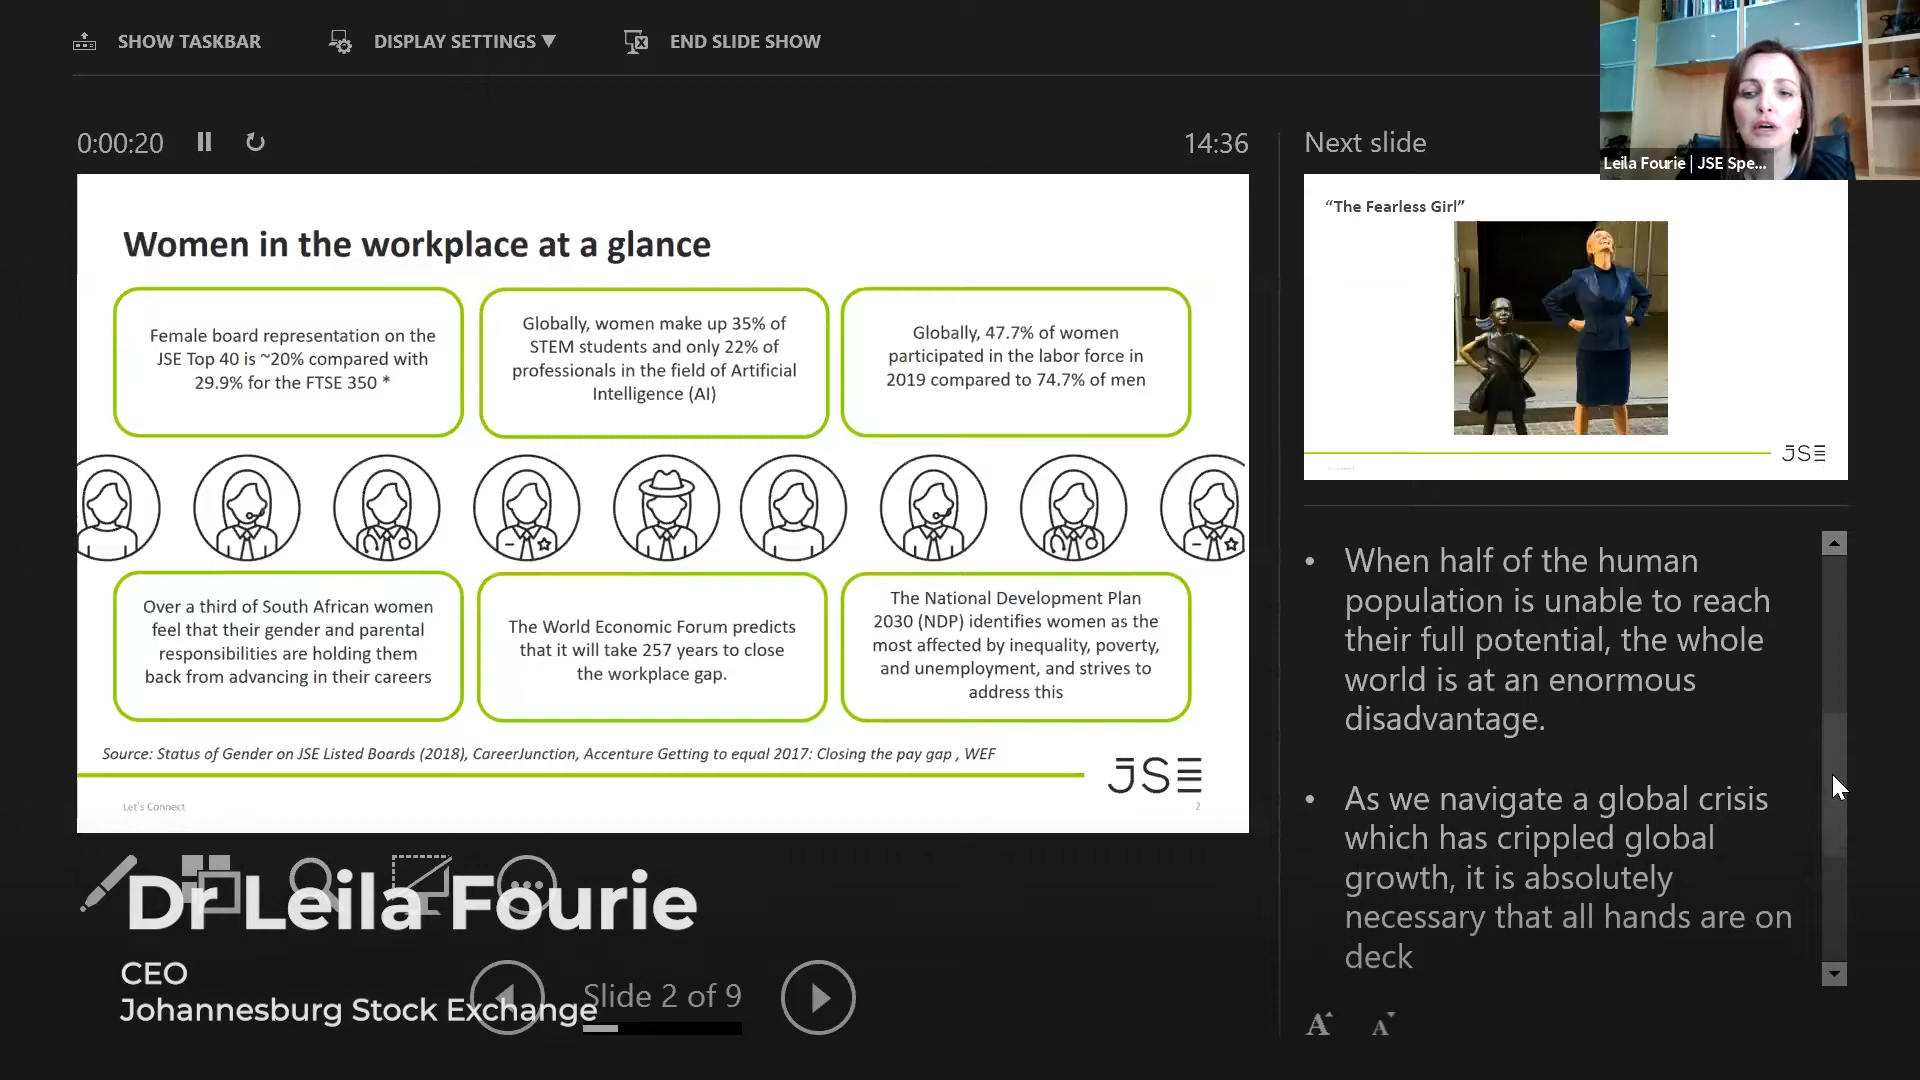 SHOW TASKBAR
DISPLAY SETTINGS ▼
END SLIDE SHOW
0:00:20
14:36
Next slide
Leila Fourie | JSE Spe...
Women in the workplace at a glance
Female board representation on the
JSE Top 40 is ~20% compared with
29.9% for the FTSE 350 *
Globally, women make up 35% of
STEM students and only 22% of
professionals in the field of Artificial
Intelligence (AI)
Globally, 47.7% of women
participated in the labor force in
2019 compared to 74.7% of men
Over a third of South African women
feel that their gender and parental
responsibilities are holding them
back from advancing in their careers
The World Economic Forum predicts
that it will take 257 years to close
the workplace gap.
The National Development Plan
2030 (NDP) identifies women as the
most affected by inequality, poverty,
and unemployment, and strives to
address this
Source: Status of Gender on JSE Listed Boards (2018), CareerJunction, Accenture Getting to equal 2017: Closing the pay gap , WEF
JSE
Let's Connect
2
“The Fearless Girl”
JSE
• When half of the human
population is unable to reach
their full potential, the whole
world is at an enormous
disadvantage.
• As we navigate a global crisis
which has crippled global
growth, it is absolutely
necessary that all hands are on
deck
Dr Leila Fourie
CEO
Johannesburg Stock Exchange
Slide 2 of 9
A
A